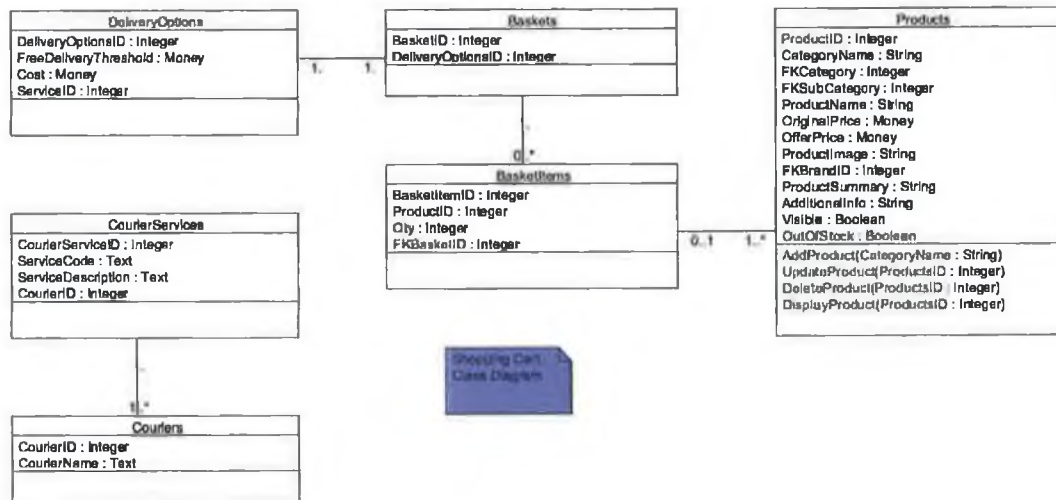 DeliveryOptions
DeliveryOptionsID : Integer
FreeDeliveryThreshold : Money
Cost : Money
ServiceID : Integer
1..
1..
Baskets
BasketID : Integer
DeliveryOptionsID : Integer
0..*
BasketItems
BasketItemID : Integer
ProductID : Integer
Qty : Integer
FKBasketID : Integer
0..1
1..*
Products
ProductID : Integer
CategoryName : String
FKCategory : Integer
FKSubCategory : Integer
ProductName : String
OriginalPrice : Money
OfferPrice : Money
ProductImage : String
FKBrandID : Integer
ProductSummary : String
AdditionalInfo : String
Visible : Boolean
OutOfStock : Boolean
AddProduct(CategoryName : String)
UpdateProduct(ProductsID : Integer)
DeleteProduct(ProductsID : Integer)
DisplayProduct(ProductsID : Integer)
CourierServices
CourierServiceID : Integer
ServiceCode : Text
ServiceDescription : Text
CourierID : Integer
1..*
Couriers
CourierID : Integer
CourierName : Text
Shopping Cart
Class Diagram